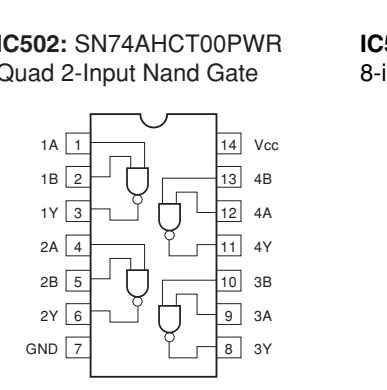 IC502: SN74AHCT00PWR
Quad 2-Input Nand Gate
1A 1 14 Vcc
1B 2 13 4B
1Y 3 12 4A
2A 4 11 4Y
2B 5 10 3B
2Y 6 9 3A
GND 7 8 3Y